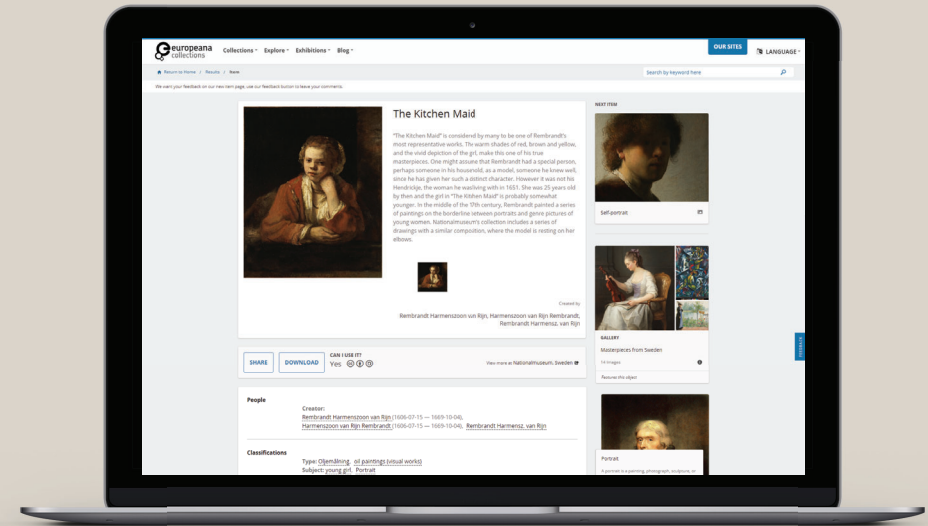 europeana
collections
Collections Explore Exhibitions Blog
OUR SITES
LANGUAGE
Return to Home / Results / Item
Search by keyword here
We want your feedback on our new item page, use our feedback button to leave your comments.
The Kitchen Maid
"The Kitchen Maid" is considered by many to be one of Rembrandt's
most representative works. The warm shades of red, brown and yellow,
and the vivid depiction of the girl, make this one of his true
masterpieces. One might assume that Rembrandt had a special person,
perhaps someone in his household, as a model, someone he knew well,
since he has given her such a distinct character. However it was not his
Hendrickje, the woman he was living with in 1651. She was 25 years old
by then and the girl in "The Kitchen Maid" is probably somewhat
younger. In the middle of the 17th century, Rembrandt painted a series
of paintings on the borderline between portraits and genre pictures of
young women. Nationalmuseum's collection includes a series of
drawings with a similar composition, where the model is resting on her
elbows.
Created by
Rembrandt Harmenszoon van Rijn, Harmenszoon van Rijn Rembrandt,
Rembrandt Harmensz. van Rijn
SHARE
DOWNLOAD
CAN I USE IT?
Yes
View more at Nationalmuseum, Sweden
People
Creator:
Rembrandt Harmenszoon van Rijn (1606-07-15 — 1669-10-04),
Harmenszoon van Rijn Rembrandt (1606-07-15 — 1669-10-04), Rembrandt Harmensz. van Rijn
Classifications
Type: Oljemålning, oil paintings (visual works)
Subject: young girl, Portrait
NEXT ITEM
Self-portrait
GALLERY
Masterpieces from Sweden
14 images
Features this object
Portrait
A portrait is a painting, photograph, sculpture, or
FEEDBACK